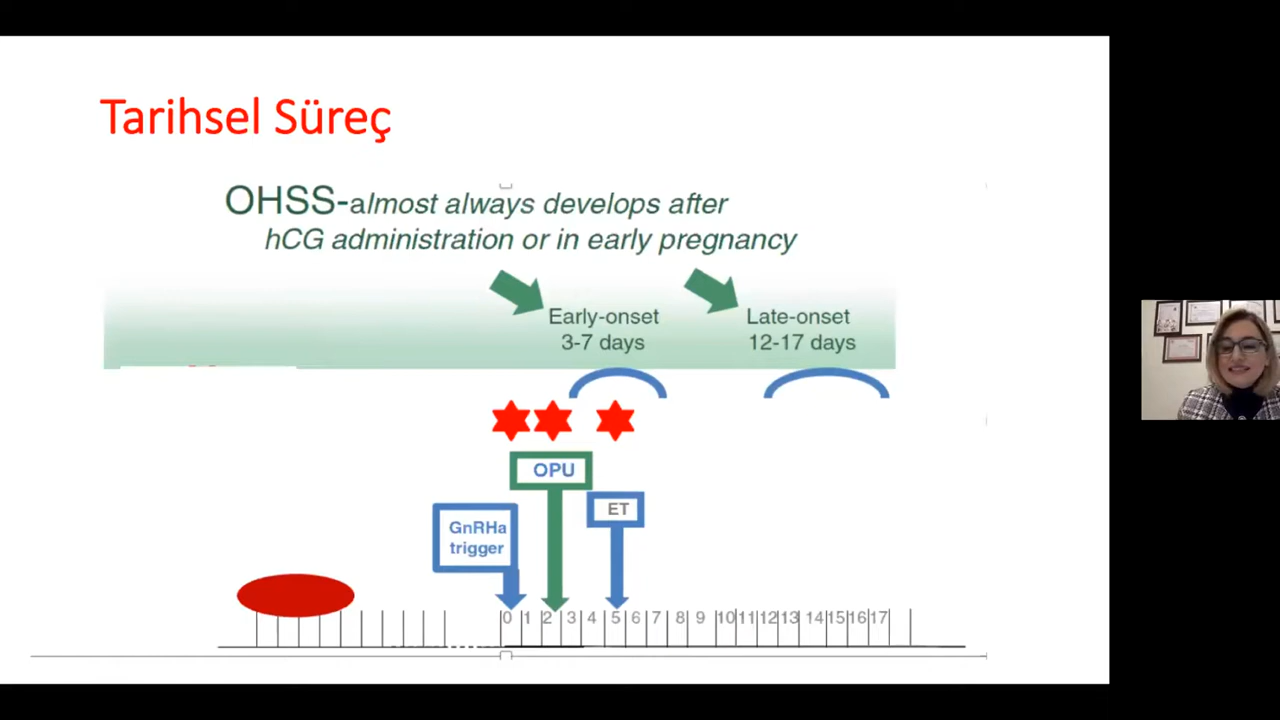 Tarihsel Süreç
OHSS-almost always develops after
hCG administration or in early pregnancy
Early-onset
3-7 days
Late-onset
12-17 days
OPU
ET
GnRHa
trigger
0 1 2 3 4 5 6 7 8 9 10 11 12 13 14 15 16 17